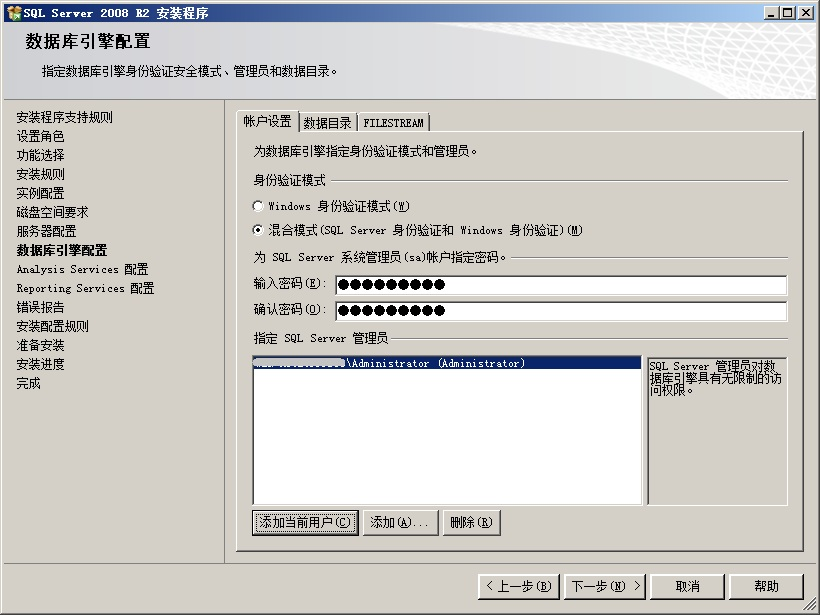 SQL Server 2008 R2 安装程序
数据库引擎配置
指定数据库引擎身份验证安全模式、管理员和数据目录。
安装程序支持规则
设置角色
功能选择
安装规则
实例配置
磁盘空间要求
服务器配置
数据库引擎配置
Analysis Services 配置
Reporting Services 配置
错误报告
安装配置规则
准备安装
安装进度
完成
帐户设置 数据目录 FILESTREAM
为数据库引擎指定身份验证模式和管理员。
身份验证模式
Windows 身份验证模式(W)
混合模式(SQL Server 身份验证和 Windows 身份验证)(M)
为 SQL Server 系统管理员(sa)帐户指定密码。
输入密码(E): ●●●●●●●●●
确认密码(O): ●●●●●●●●●
指定 SQL Server 管理员
\Administrator (Administrator)
SQL Server 管理员对数
据库引擎具有无限制的访
问权限。
添加当前用户(C) 添加(A)... 删除(R)
< 上一步(B) 下一步(N) > 取消 帮助